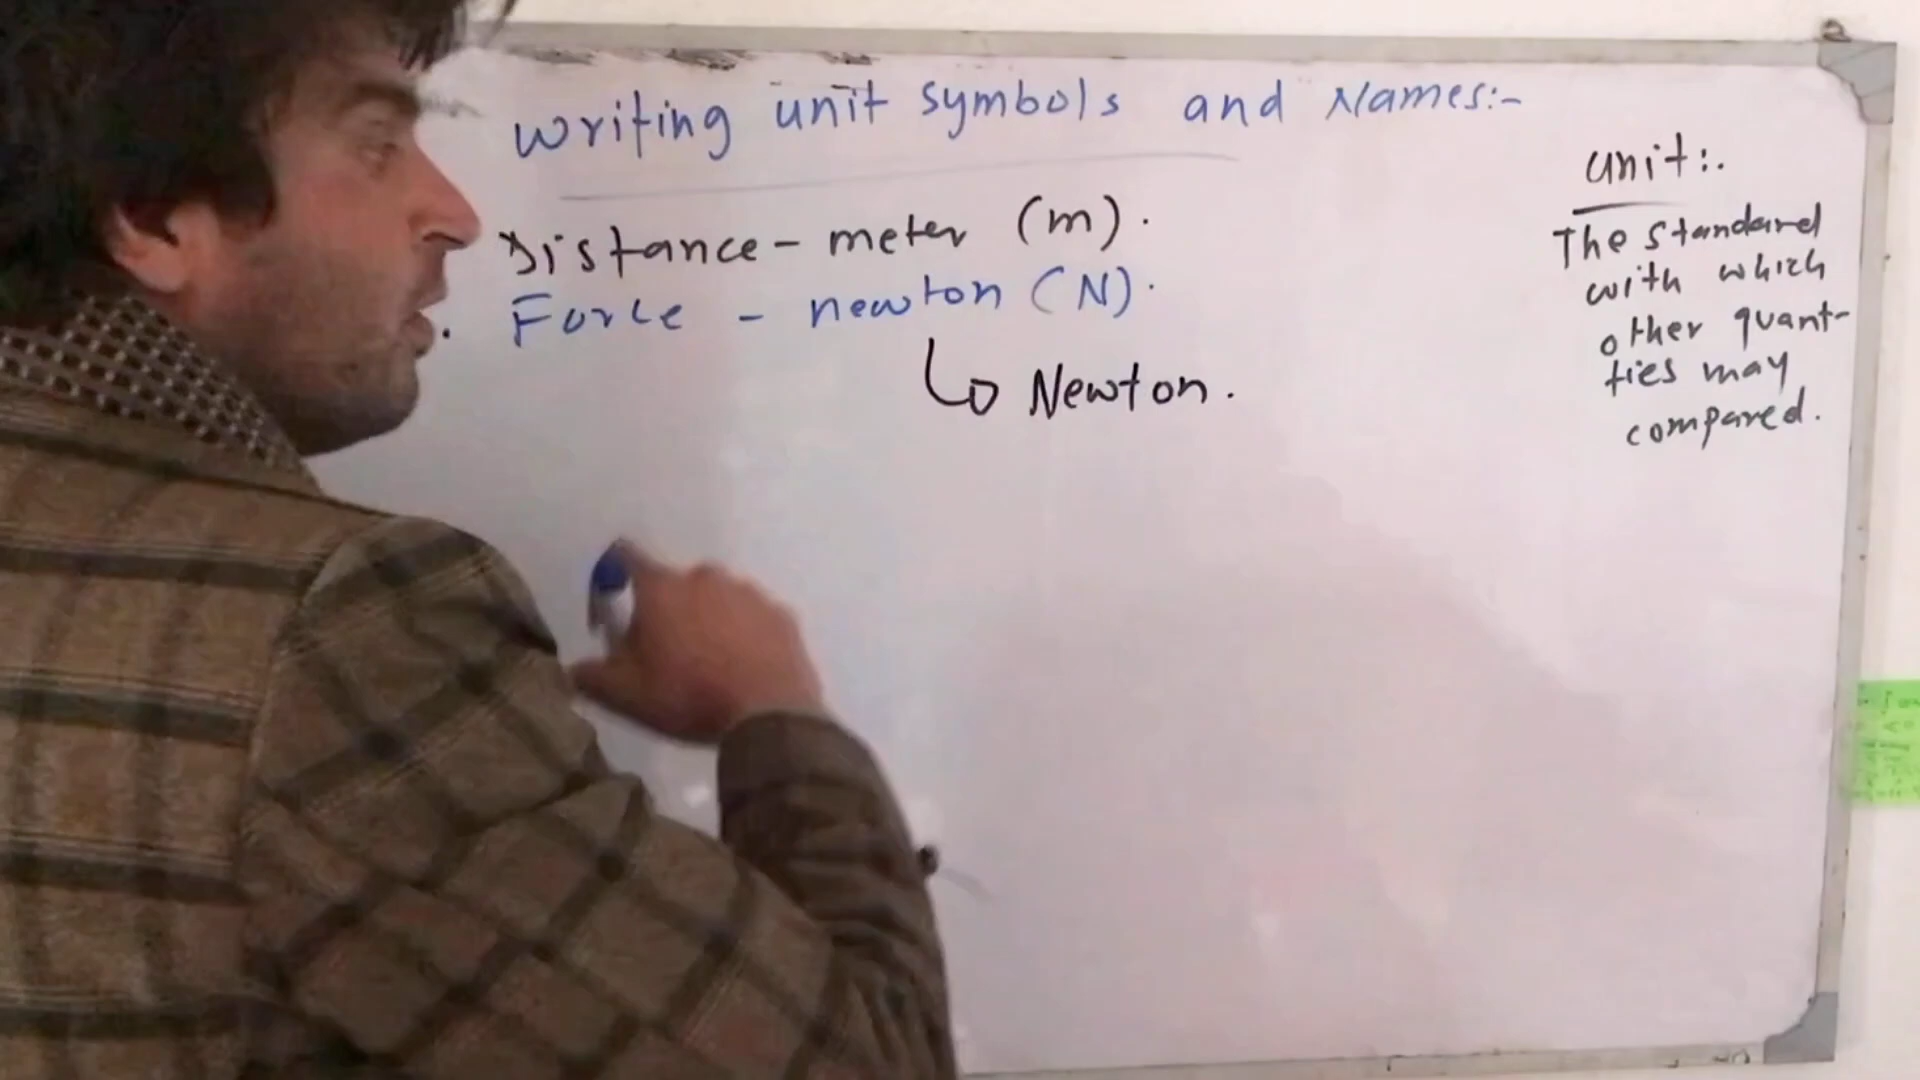 Writing unit symbols and Names:-
Distance - meter (m).
. Force - newton (N).
↳ Newton.
unit:.
The standard
with which
other quant-
ties may
compared.